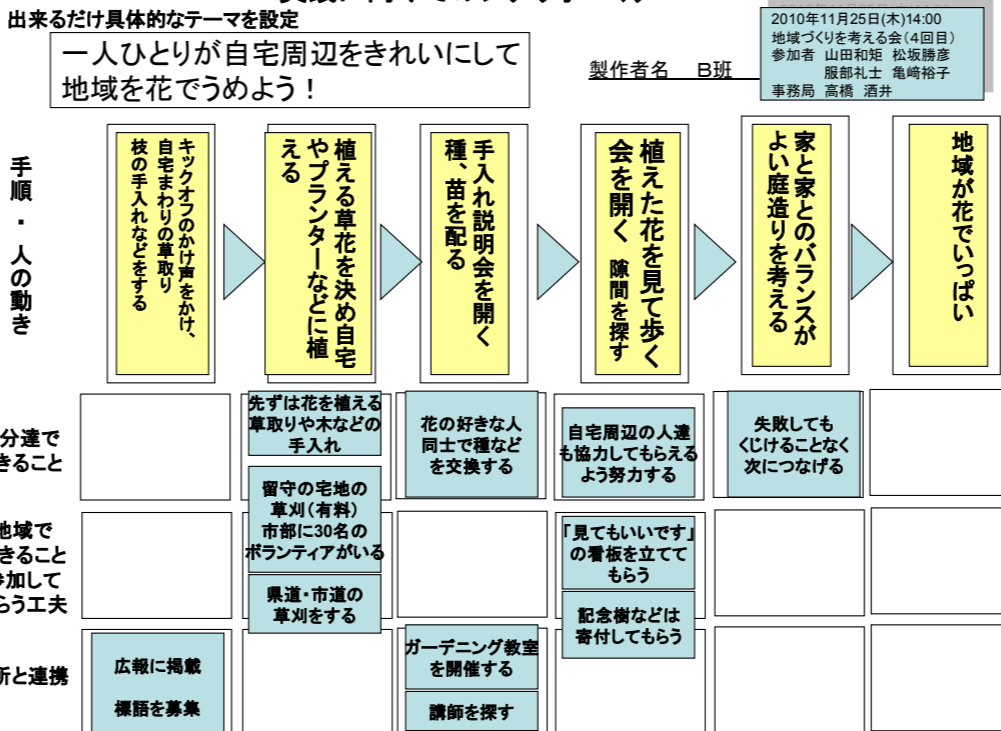 出来るだけ具体的なテーマを設定
一人ひとりが自宅周辺をきれいにして
地域を花でうめよう！
製作者名 B班
2010年11月25日(木)14:00
地域づくりを考える会(4回目)
参加者 山田和矩 松坂勝彦
服部礼士 亀﨑裕子
事務局 高橋 酒井
手順・人の動き
キックオフのかけ声をかけ、
自宅まわりの草取り
枝の手入れなどをする
植える草花を決め自宅
やプランターなどに植
える
手入れ説明会を開く
種、苗を配る
植えた花を見て歩く
会を開く 隙間を探す
家と家とのバランスが
よい庭造りを考える
地域が花でいっぱい
分達で
きること
先ずは花を植える
草取りや木などの
手入れ
花の好きな人
同士で種など
を交換する
自宅周辺の人達
も協力してもらえる
よう努力する
失敗しても
くじけることなく
次につなげる
留守の宅地の
草刈(有料)
市部に30名の
ボランティアがいる
地域で
きること
参加して
らう工夫
「見てもいいです」
の看板を立てて
もらう
県道・市道の
草刈をする
記念樹などは
寄付してもらう
所と連携
広報に掲載
標語を募集
ガーデニング教室
を開催する
講師を探す